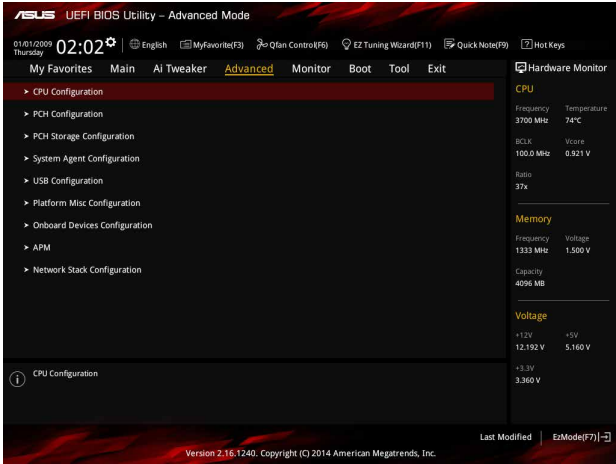 ASUS UEFI BIOS Utility – Advanced Mode
01/01/2009
Thursday
02:02
English
MyFavorite(F3)
Qfan Control(F6)
EZ Tuning Wizard(F11)
Quick Note(F9)
? Hot Keys
My Favorites
Main
Ai Tweaker
Advanced
Monitor
Boot
Tool
Exit
> CPU Configuration
> PCH Configuration
> PCH Storage Configuration
> System Agent Configuration
> USB Configuration
> Platform Misc Configuration
> Onboard Devices Configuration
> APM
> Network Stack Configuration
i CPU Configuration
Hardware Monitor
CPU
Frequency Temperature
3700 MHz 74°C
BCLK Vcore
100.0 MHz 0.921 V
Ratio
37x
Memory
Frequency Voltage
1333 MHz 1.500 V
Capacity
4096 MB
Voltage
+12V +5V
12.192 V 5.160 V
+3.3V
3.360 V
Last Modified
EzMode(F7)
Version 2.16.1240. Copyright (C) 2014 American Megatrends, Inc.